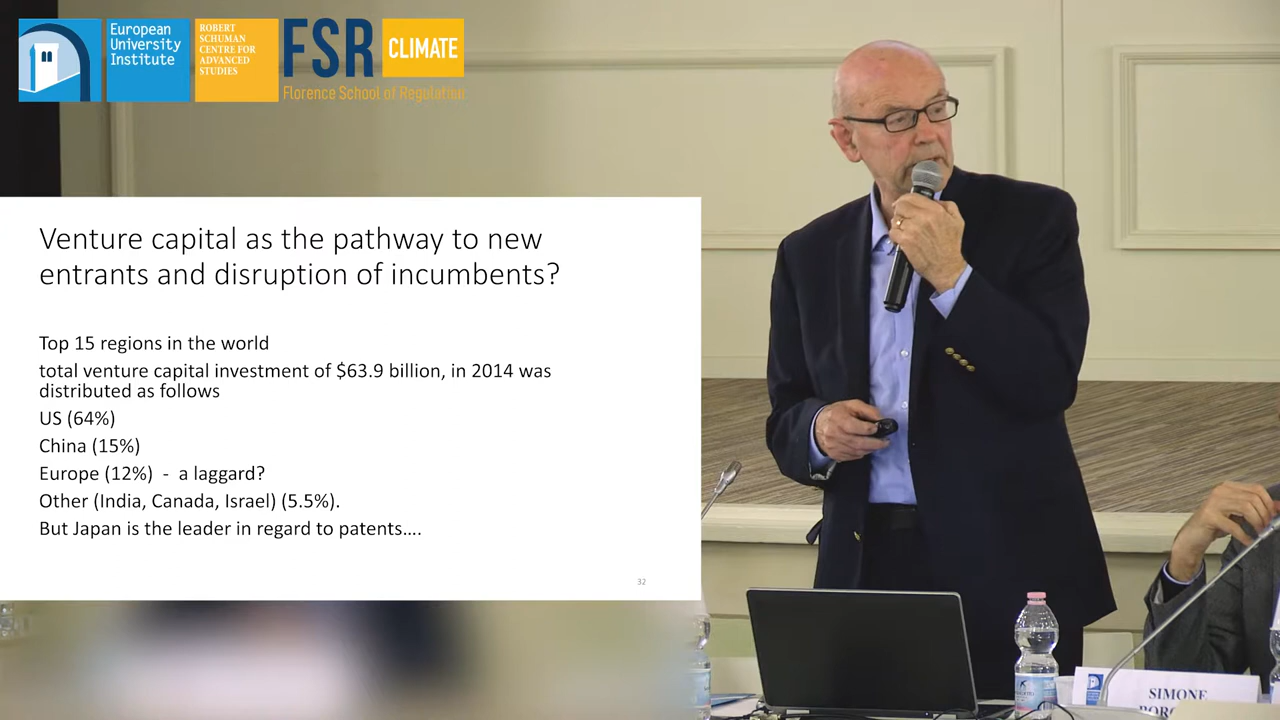 European
University
Institute
ROBERT
SCHUMAN
CENTRE FOR
ADVANCED
STUDIES
FSR
CLIMATE
Florence School of Regulation
Venture capital as the pathway to new
entrants and disruption of incumbents?
Top 15 regions in the world
total venture capital investment of $63.9 billion, in 2014 was
distributed as follows
US (64%)
China (15%)
Europe (12%)  -  a laggard?
Other (India, Canada, Israel) (5.5%).
But Japan is the leader in regard to patents....
32
SIMONE